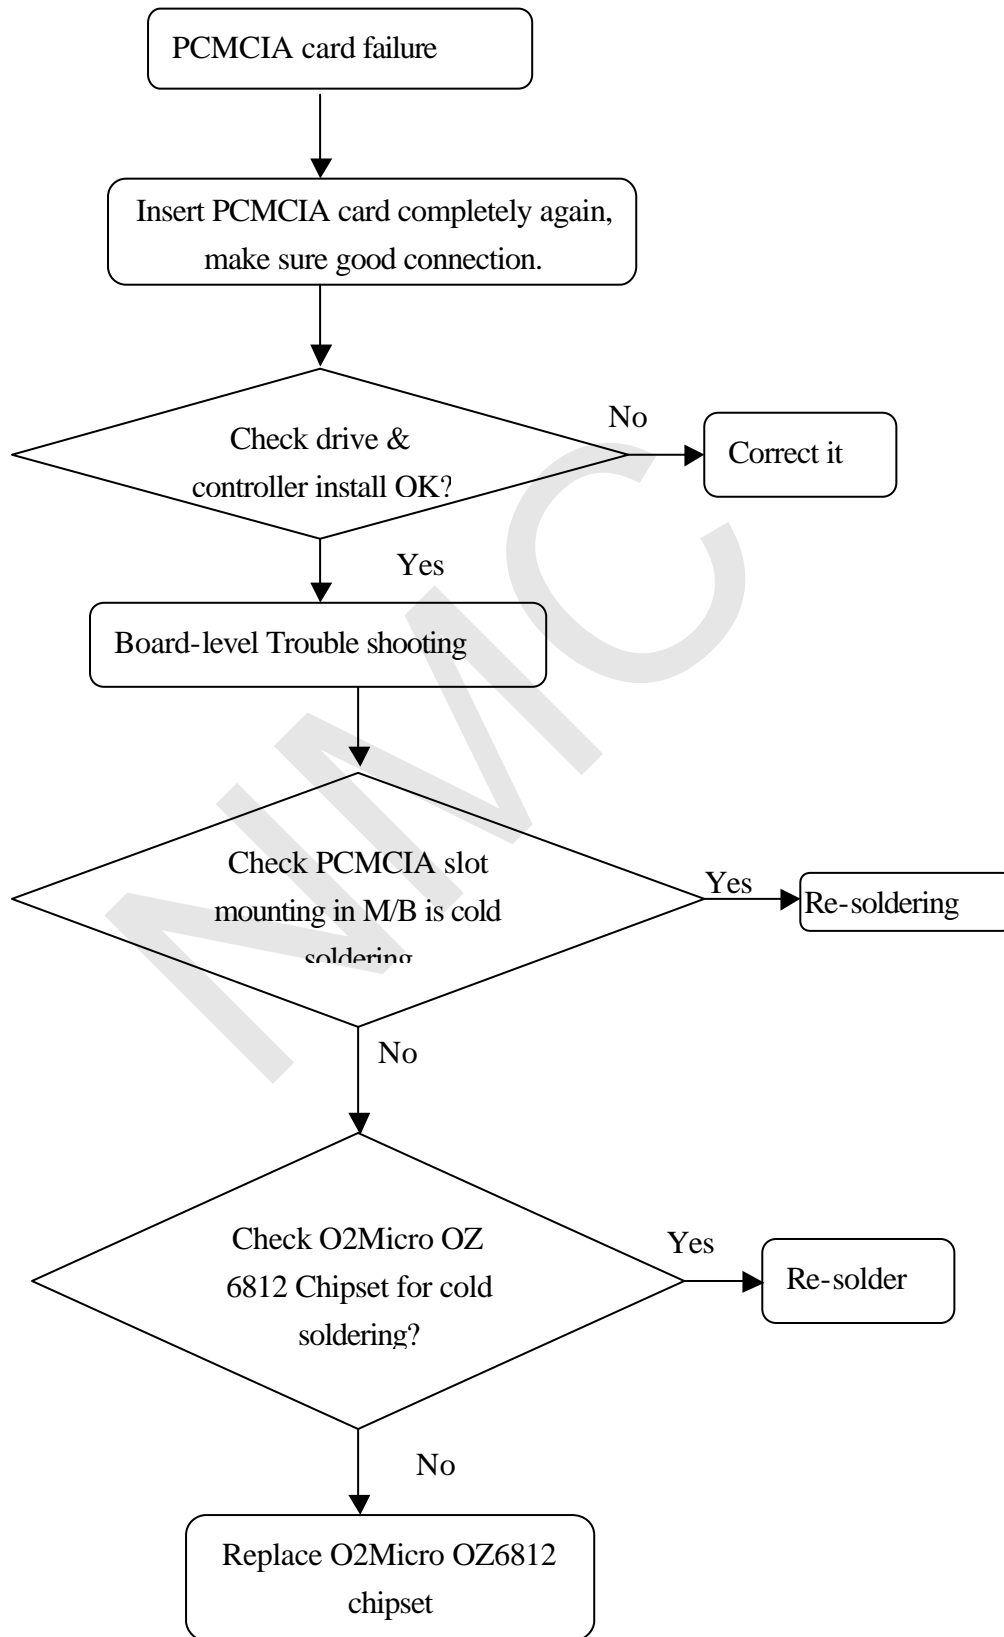 PCMCIA card failure
Insert PCMCIA card completely again,
make sure good connection.
Check drive &
controller install OK?
No
Correct it
Yes
Board-level Trouble shooting
Check PCMCIA slot
mounting in M/B is cold
soldering
Yes
Re-soldering
No
Check O2Micro OZ
6812 Chipset for cold
soldering?
Yes
Re-solder
No
Replace O2Micro OZ6812
chipset
NMC